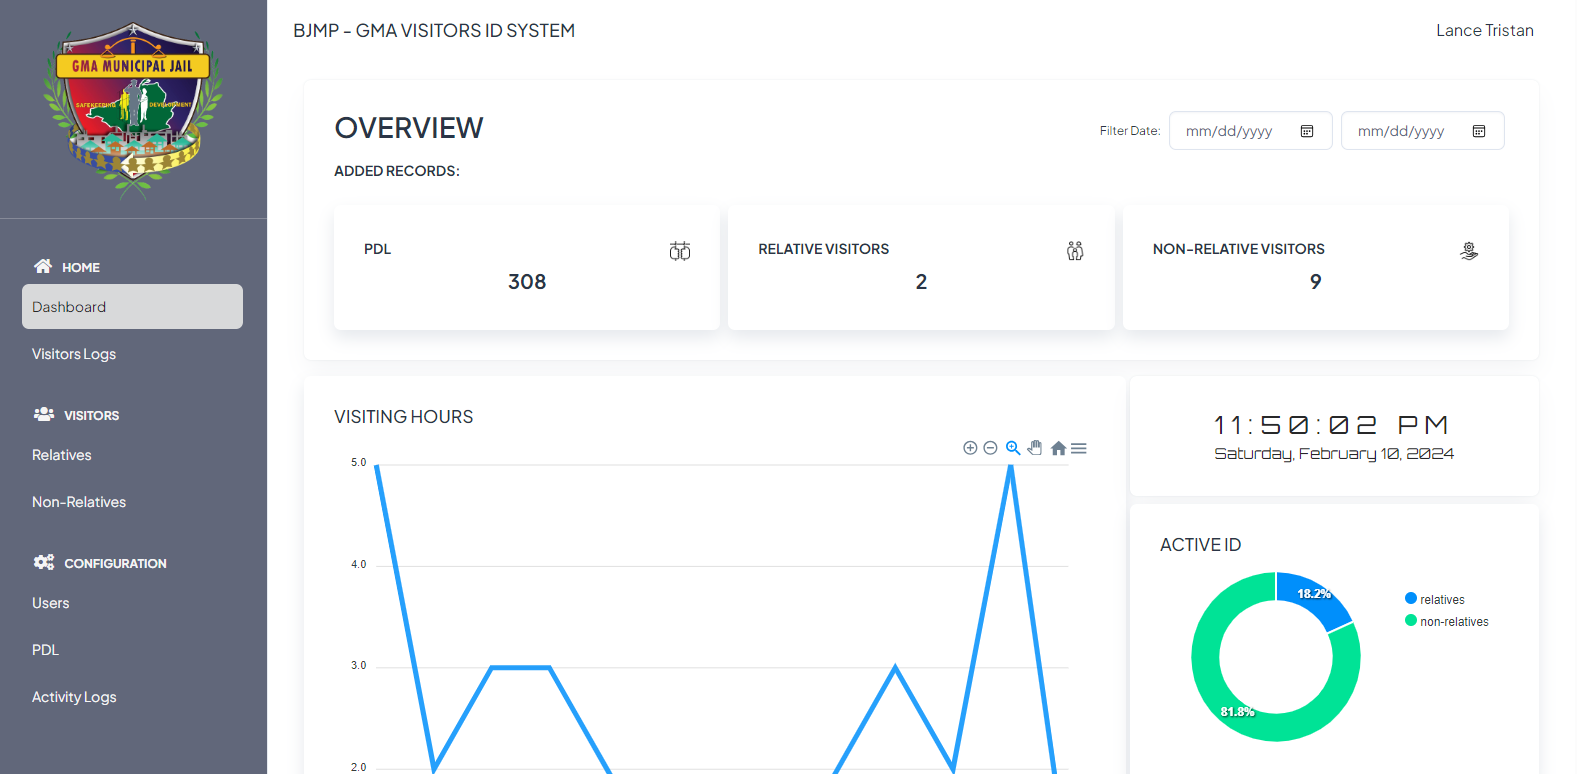 GMA MUNICIPAL JAIL
SAFEKEEPING DEVELOPMENT
HOME
Dashboard
Visitors Logs
VISITORS
Relatives
Non-Relatives
CONFIGURATION
Users
PDL
Activity Logs
BJMP - GMA VISITORS ID SYSTEM
Lance Tristan
OVERVIEW
Filter Date: mm/dd/yyyy mm/dd/yyyy
ADDED RECORDS:
PDL
308
RELATIVE VISITORS
2
NON-RELATIVE VISITORS
9
VISITING HOURS
5.0
4.0
3.0
2.0
11:50:02 PM
Saturday, February 10, 2024
ACTIVE ID
18.2%
81.8%
relatives
non-relatives